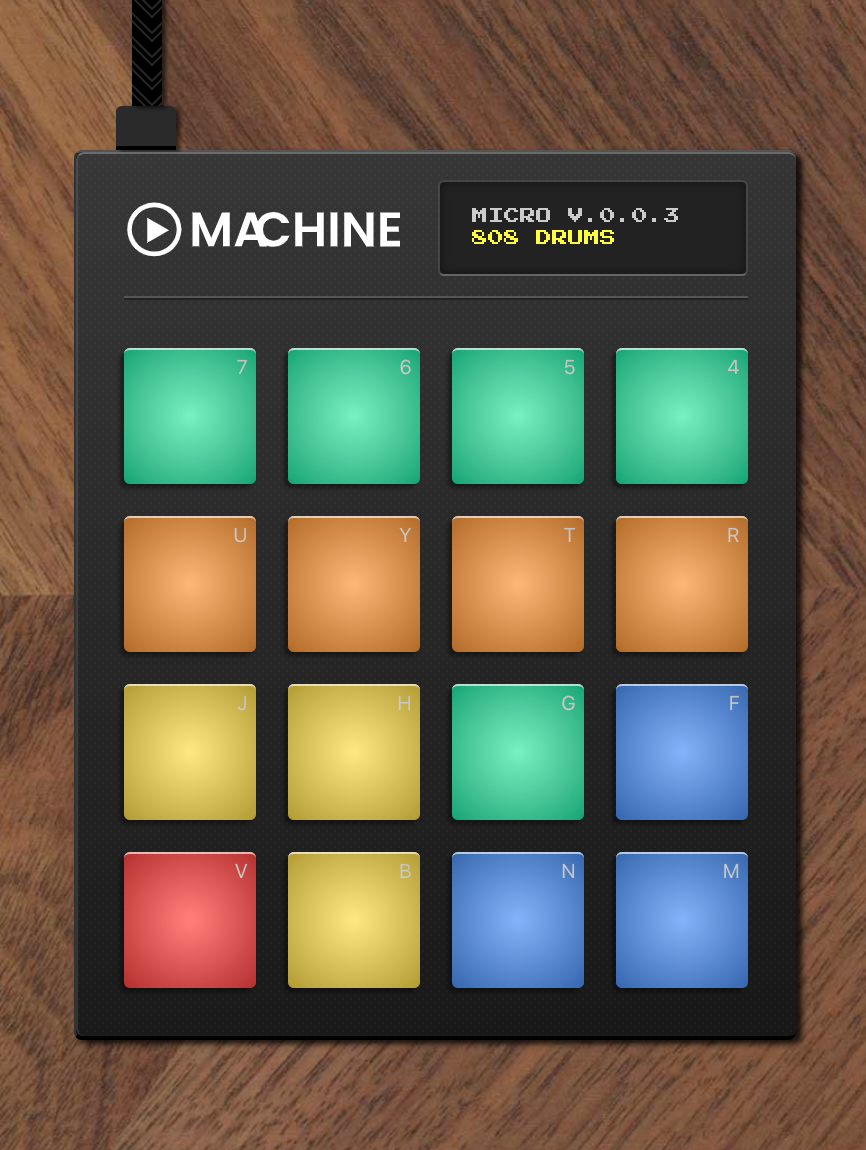 MACHINE
MICRO V.0.0.3
808 DRUMS
7 6 5 4
U Y T R
J H G F
V B N M